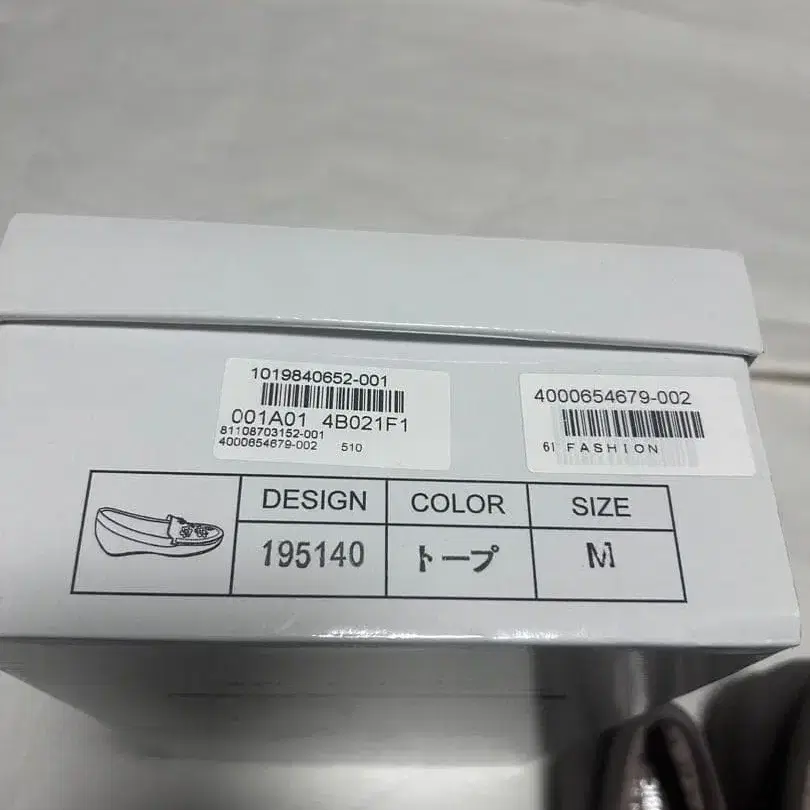 1019840652-001
001A01 4B021F1
81108703152-001
4000654679-002 510
4000654679-002
61 FASHION
DESIGN COLOR SIZE
195140 トープ M